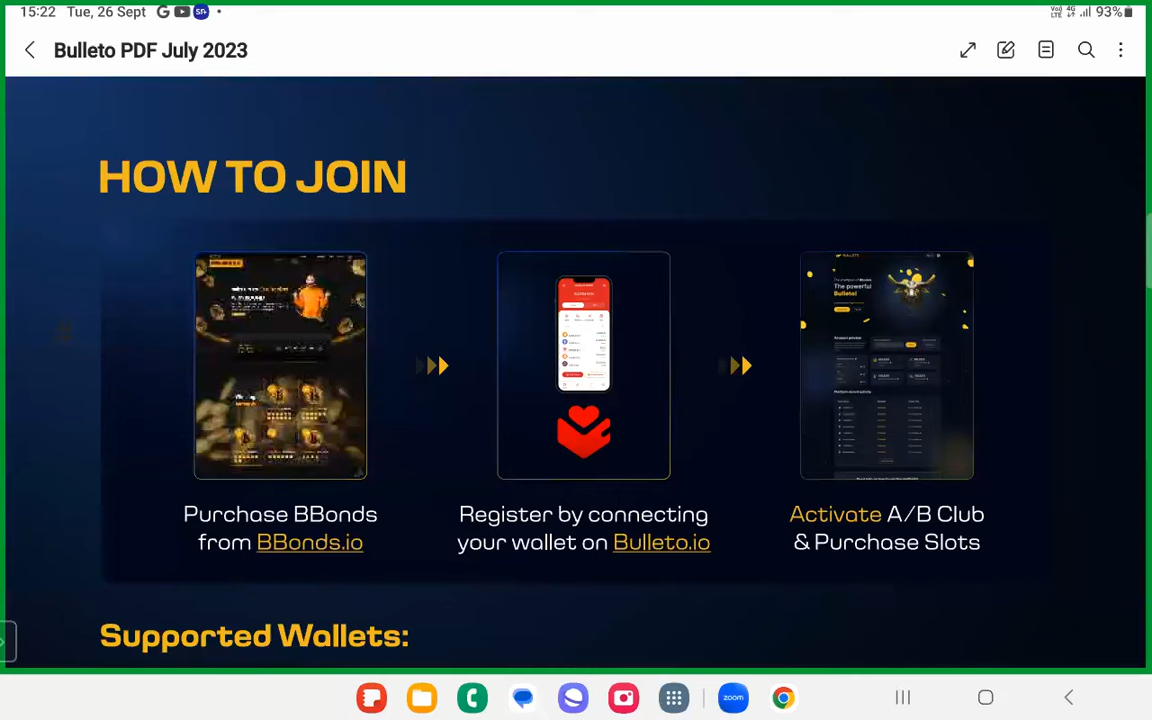 15:22 Tue, 26 Sept
93%
Bulleto PDF July 2023
HOW TO JOIN
Purchase BBonds
from BBonds.io
Register by connecting
your wallet on Bulleto.io
Activate A/B Club
& Purchase Slots
Supported Wallets:
zoom